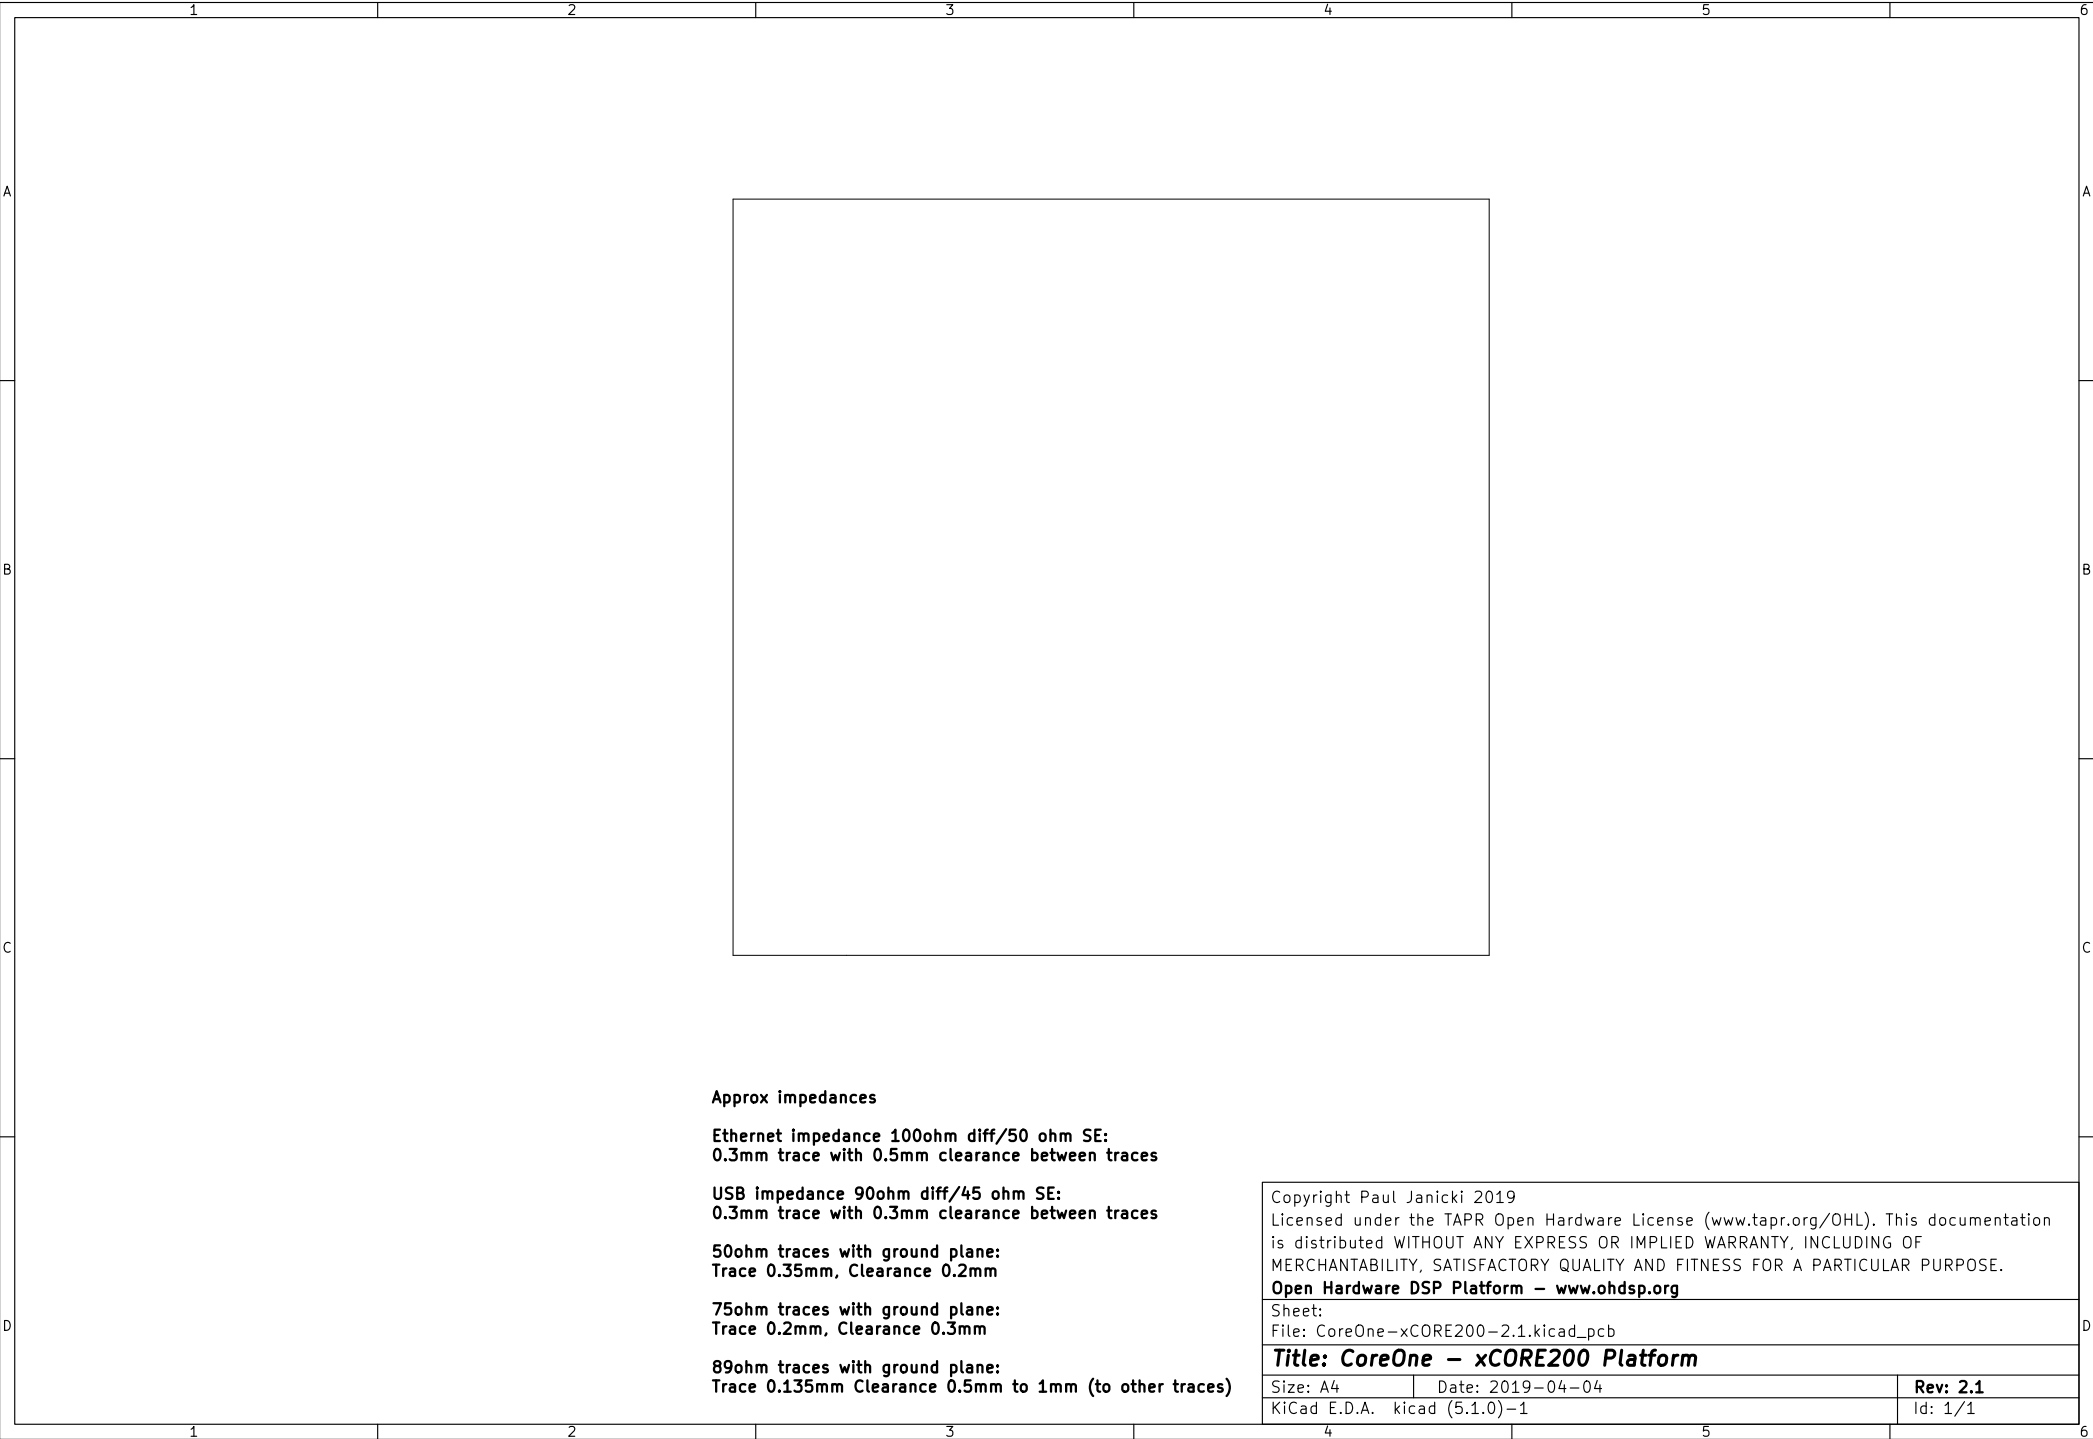 1 2 3 4 5 6
A A
B B
C C
Approx impedances
Ethernet impedance 100ohm diff/50 ohm SE:
0.3mm trace with 0.5mm clearance between traces
USB impedance 90ohm diff/45 ohm SE:
0.3mm trace with 0.3mm clearance between traces
50ohm traces with ground plane:
Trace 0.35mm, Clearance 0.2mm
75ohm traces with ground plane:
Trace 0.2mm, Clearance 0.3mm
89ohm traces with ground plane:
Trace 0.135mm Clearance 0.5mm to 1mm (to other traces)
Copyright Paul Janicki 2019
Licensed under the TAPR Open Hardware License (www.tapr.org/OHL). This documentation
is distributed WITHOUT ANY EXPRESS OR IMPLIED WARRANTY, INCLUDING OF
MERCHANTABILITY, SATISFACTORY QUALITY AND FITNESS FOR A PARTICULAR PURPOSE.
Open Hardware DSP Platform – www.ohdsp.org
Sheet:
File: CoreOne–xCORE200–2.1.kicad_pcb
D D
Title: CoreOne – xCORE200 Platform
Size: A4 Date: 2019–04–04 Rev: 2.1
KiCad E.D.A. kicad (5.1.0)–1 Id: 1/1
1 2 3 4 5 6